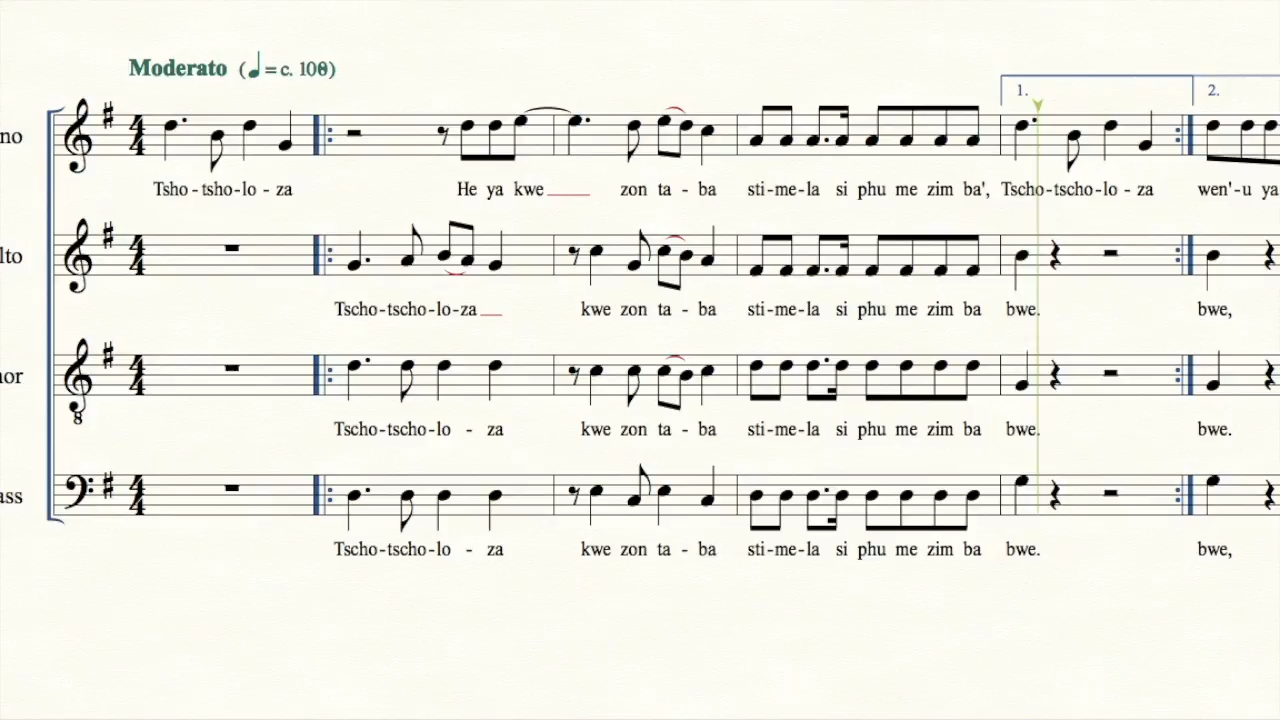 Moderato (♩= c. 100)
1. 2.
no
Tsho - tsho - lo - za He ya kwe zon ta - ba sti - me - la si phu me zim ba', Tscho - tscho - lo - za wen'- u ya
lto
Tscho - tscho - lo - za kwe zon ta - ba sti - me - la si phu me zim ba bwe. bwe,
nor
8
Tscho - tscho - lo - za kwe zon ta - ba sti - me - la si phu me zim ba bwe. bwe.
ass
Tscho - tscho - lo - za kwe zon ta - ba sti - me - la si phu me zim ba bwe. bwe,